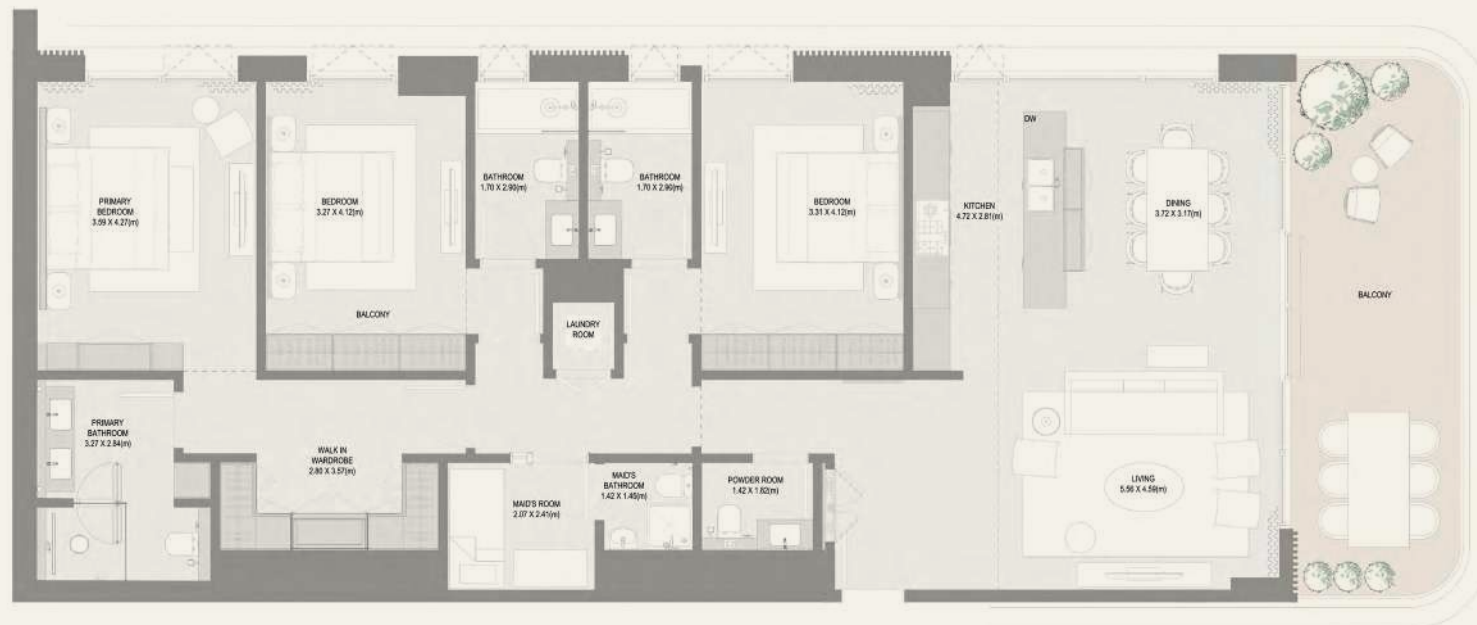 PRIMARY
BEDROOM
3.59 X 4.27(m)
BEDROOM
3.27 X 4.12(m)
BALCONY
BATHROOM
1.70 X 2.90(m)
BATHROOM
1.70 X 2.90(m)
LAUNDRY
ROOM
BEDROOM
3.31 X 4.12(m)
KITCHEN
4.72 X 2.81(m)
DW
DINING
3.72 X 3.17(m)
BALCONY
PRIMARY
BATHROOM
3.27 X 2.84(m)
WALK IN
WARDROBE
2.80 X 3.57(m)
MAID'S ROOM
2.07 X 2.41(m)
MAID'S
BATHROOM
1.42 X 1.45(m)
POWDER ROOM
1.42 X 1.82(m)
LIVING
5.56 X 4.59(m)